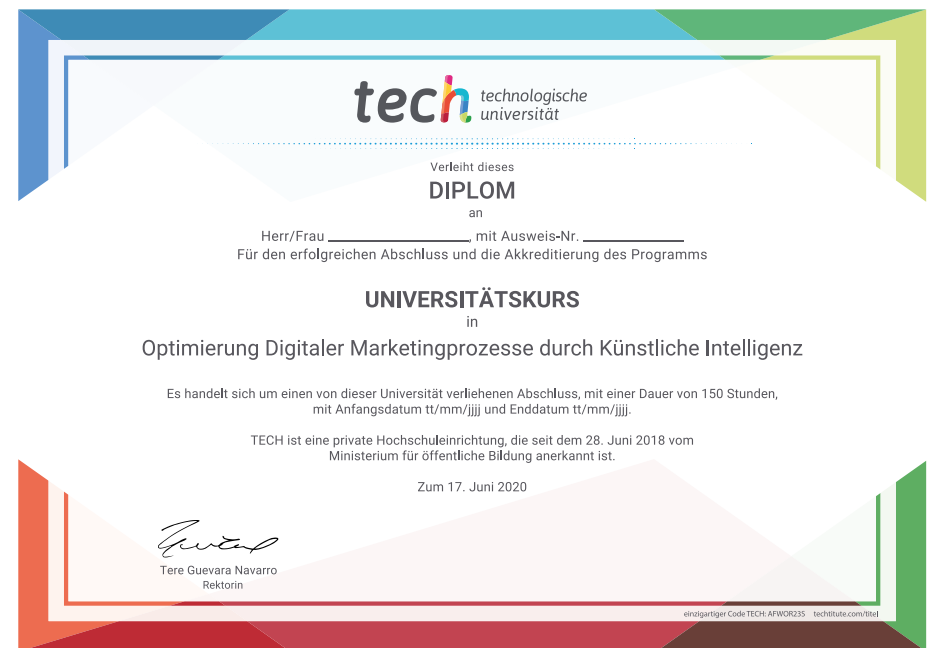 tech technologische
universität
Verleiht dieses
DIPLOM
an
Herr/Frau ____________________, mit Ausweis-Nr. ______________
Für den erfolgreichen Abschluss und die Akkreditierung des Programms
UNIVERSITÄTSKURS
in
Optimierung Digitaler Marketingprozesse durch Künstliche Intelligenz
Es handelt sich um einen von dieser Universität verliehenen Abschluss, mit einer Dauer von 150 Stunden,
mit Anfangsdatum tt/mm/jjjj und Enddatum tt/mm/jjjj.
TECH ist eine private Hochschuleinrichtung, die seit dem 28. Juni 2018 vom
Ministerium für öffentliche Bildung anerkannt ist.
Zum 17. Juni 2020
Tere Guevara Navarro
Rektorin
einzigartiger Code TECH: AFWOR23S techtitute.com/titel